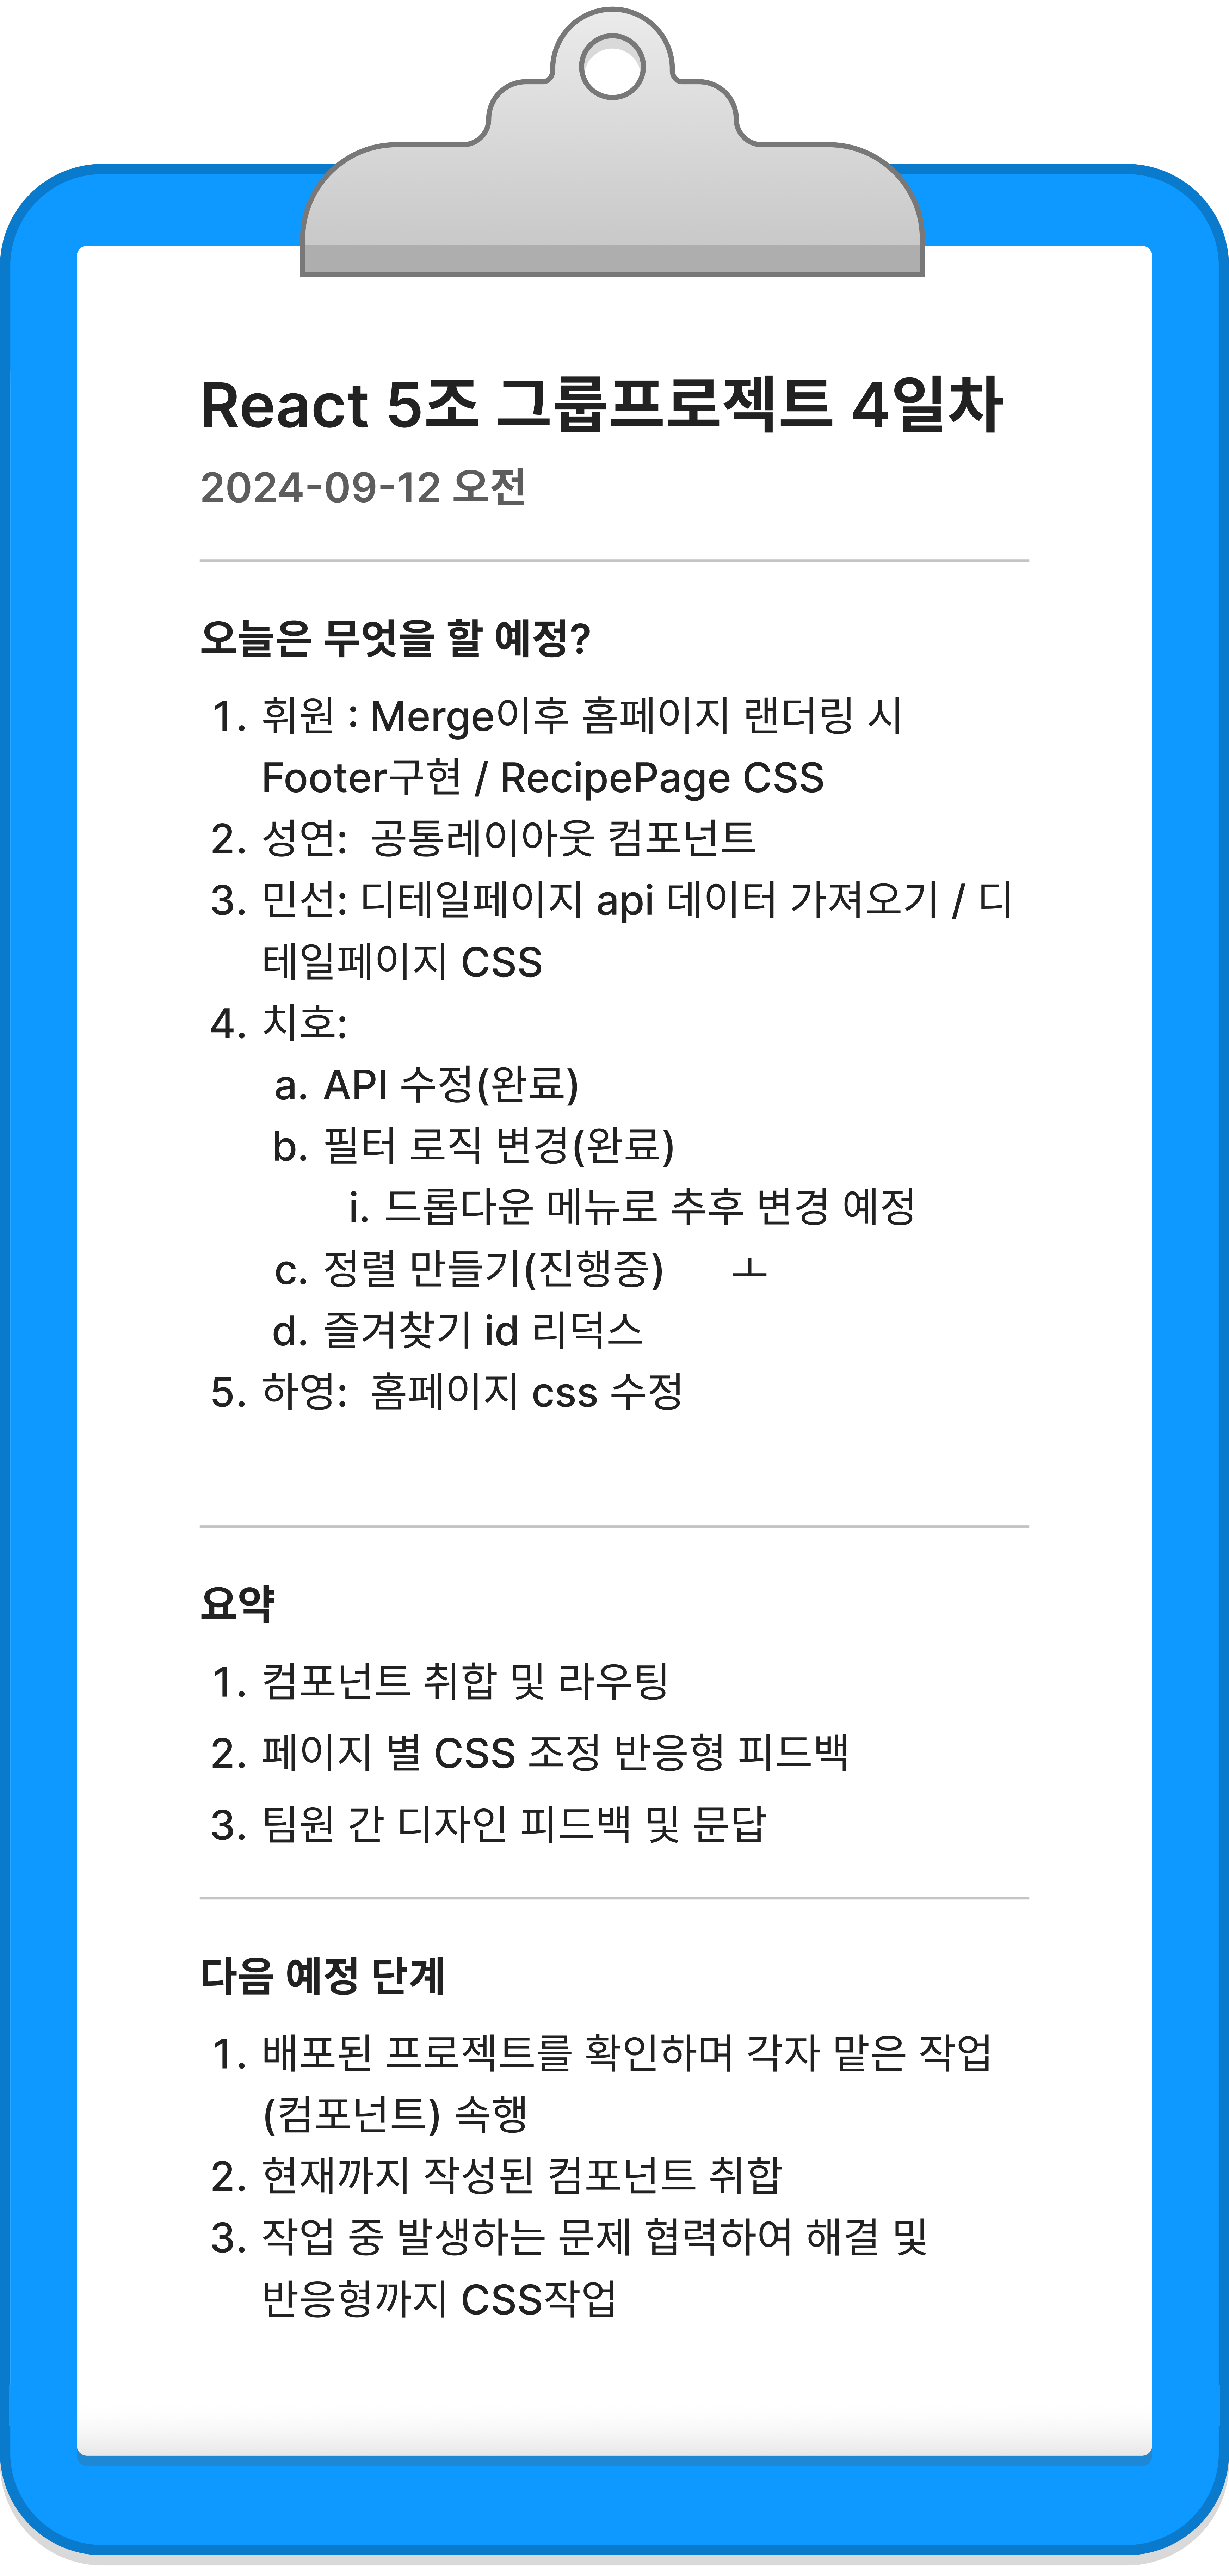 React 5조 그룹프로젝트 4일차
2024-09-12 오전
오늘은 무엇을 할 예정?
1. 휘원 : Merge이후 홈페이지 랜더링 시
Footer구현 / RecipePage CSS
2. 성연:  공통레이아웃 컴포넌트
3. 민선: 디테일페이지 api 데이터 가져오기 / 디
테일페이지 CSS
4. 치호:
a. API 수정(완료)
b. 필터 로직 변경(완료)
i. 드롭다운 메뉴로 추후 변경 예정
c. 정렬 만들기(진행중) ㅗ
d. 즐겨찾기 id 리덕스
5. 하영:  홈페이지 css 수정
요약
1. 컴포넌트 취합 및 라우팅
2. 페이지 별 CSS 조정 반응형 피드백
3. 팀원 간 디자인 피드백 및 문답
다음 예정 단계
1. 배포된 프로젝트를 확인하며 각자 맡은 작업
(컴포넌트) 속행
2. 현재까지 작성된 컴포넌트 취합
3. 작업 중 발생하는 문제 협력하여 해결 및
반응형까지 CSS작업